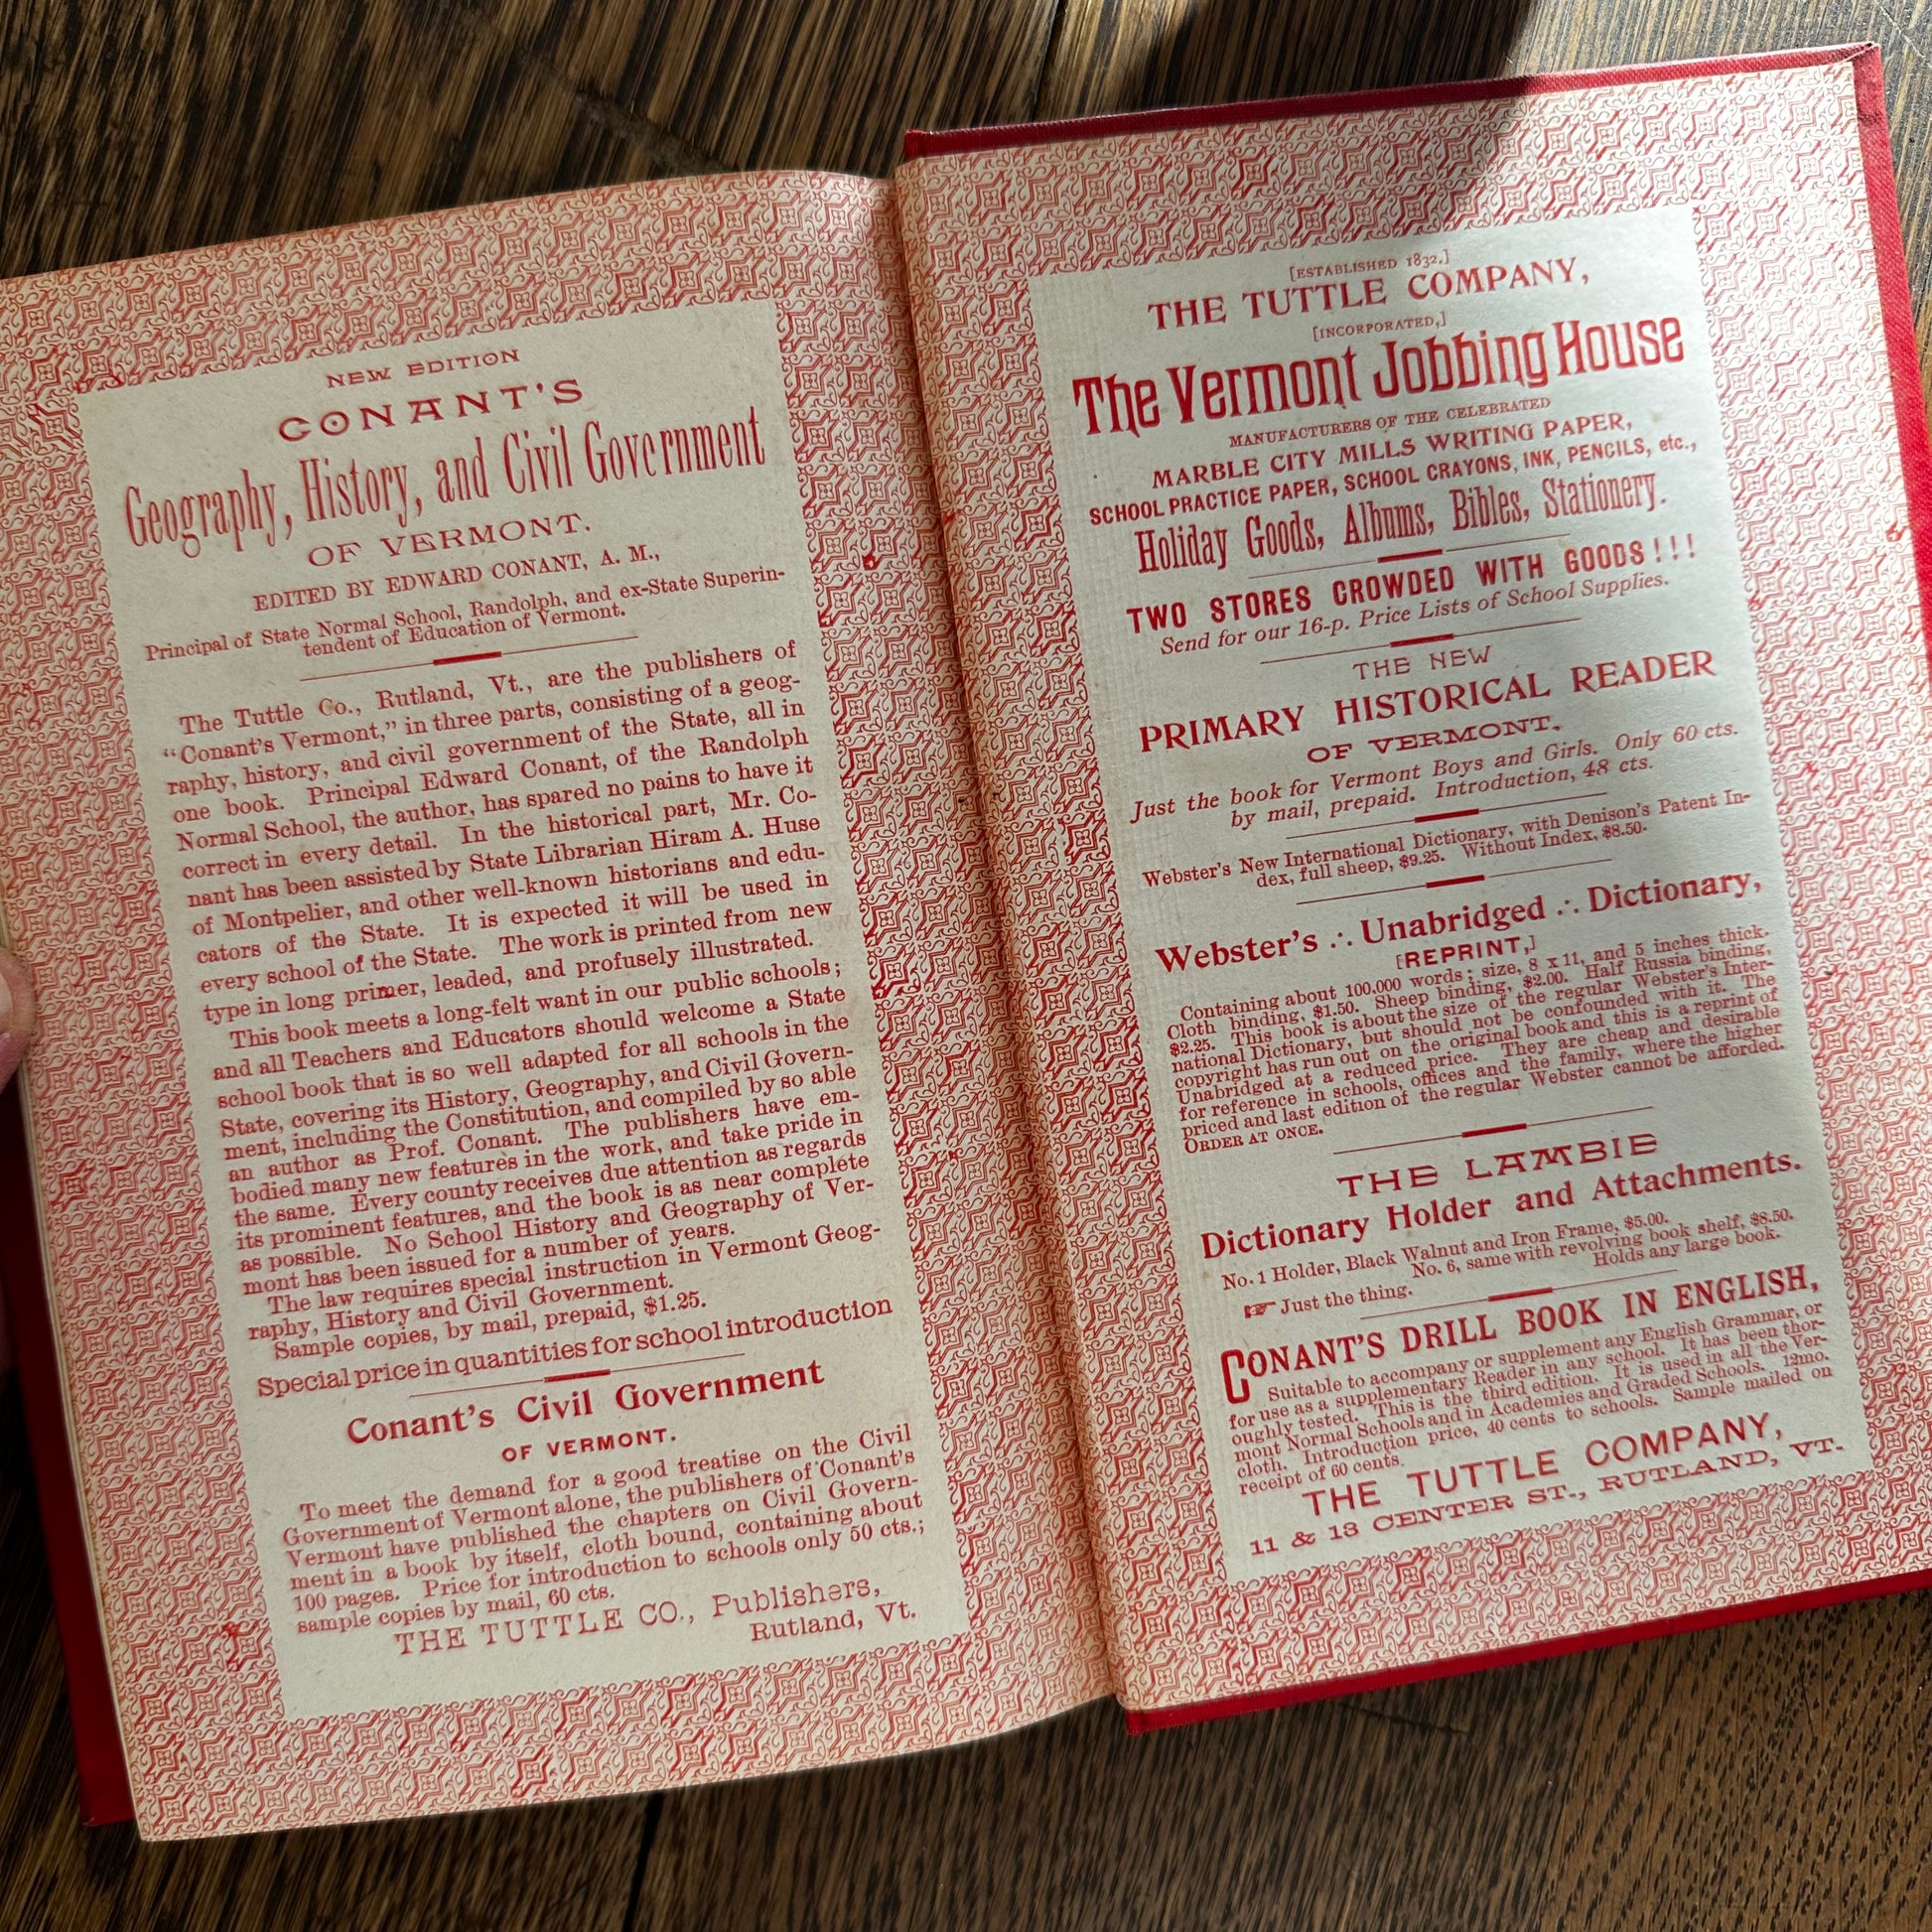 NEW EDITION
CONANT'S
Geography, History, and Civil Government
OF VERMONT.
EDITED BY EDWARD CONANT, A. M.,
Principal of State Normal School, Randolph, and ex-State Superin-
tendent of Education of Vermont.
The Tuttle Co., Rutland, Vt., are the publishers of
“Conant's Vermont,” in three parts, consisting of a geog-
raphy, history, and civil government of the State, all in
one book. Principal Edward Conant, of the Randolph
Normal School, the author, has spared no pains to have it
correct in every detail. In the historical part, Mr. Co-
nant has been assisted by State Librarian Hiram A. Huse
of Montpelier, and other well-known historians and edu-
cators of the State. It is expected it will be used in
every school of the State. The work is printed from new
type in long primer, leaded, and profusely illustrated.
This book meets a long-felt want in our public schools;
and all Teachers and Educators should welcome a State
school book that is so well adapted for all schools in the
State, covering its History, Geography, and Civil Govern-
ment, including the Constitution, and compiled by so able
an author as Prof. Conant. The publishers have em-
bodied many new features in the work, and take pride in
the same. Every county receives due attention as regards
its prominent features, and the book is as near complete
as possible. No School History and Geography of Ver-
mont has been issued for a number of years.
The law requires special instruction in Vermont Geog-
raphy, History and Civil Government.
Sample copies, by mail, prepaid, $1.25.
Special price in quantities for school introduction
Conant's Civil Government
OF VERMONT.
To meet the demand for a good treatise on the Civil
Government of Vermont alone, the publishers of Conant's
Vermont have published the chapters on Civil Govern-
ment in a book by itself, cloth bound, containing about
100 pages. Price for introduction to schools only 50 cts.;
sample copies by mail, 60 cts.
THE TUTTLE CO., Publishers,
Rutland, Vt.
[ESTABLISHED 1832.]
THE TUTTLE COMPANY,
[INCORPORATED,]
The Vermont Jobbing House
MANUFACTURERS OF THE CELEBRATED
MARBLE CITY MILLS WRITING PAPER,
SCHOOL PRACTICE PAPER, SCHOOL CRAYONS, INK, PENCILS, etc.,
Holiday Goods, Albums, Bibles, Stationery.
TWO STORES CROWDED WITH GOODS!!!
Send for our 16-p. Price Lists of School Supplies.
THE NEW
PRIMARY HISTORICAL READER
OF VERMONT.
Just the book for Vermont Boys and Girls. Only 60 cts.
by mail, prepaid. Introduction, 48 cts.
Webster's New International Dictionary, with Denison's Patent In-
dex, full sheep, $9.25. Without Index, $8.50.
Webster's ∴ Unabridged ∴ Dictionary,
[REPRINT,]
Containing about 100,000 words; size, 8 x 11, and 5 inches thick.
Cloth binding, $1.50. Sheep binding, $2.00. Half Russia binding,
$2.25. This book is about the size of the regular Webster's Inter-
national Dictionary, but should not be confounded with it. The
copyright has run out on the original book and this is a reprint of
Unabridged at a reduced price. They are cheap and desirable
for reference in schools, offices and the family, where the higher
priced and last edition of the regular Webster cannot be afforded.
ORDER AT ONCE.
THE LAMBIE
Dictionary Holder and Attachments.
No. 1 Holder, Black Walnut and Iron Frame, $5.00.
No. 6, same with revolving book shelf, $8.50.
☞ Just the thing. Holds any large book.
CONANT'S DRILL BOOK IN ENGLISH,
Suitable to accompany or supplement any English Grammar, or
for use as a supplementary Reader in any school. It has been thor-
oughly tested. This is the third edition. It is used in all the Ver-
mont Normal Schools and in Academies and Graded Schools. 12mo.
cloth. Introduction price, 40 cents to schools. Sample mailed on
receipt of 60 cents.
THE TUTTLE COMPANY,
11 & 13 CENTER ST., RUTLAND, VT.